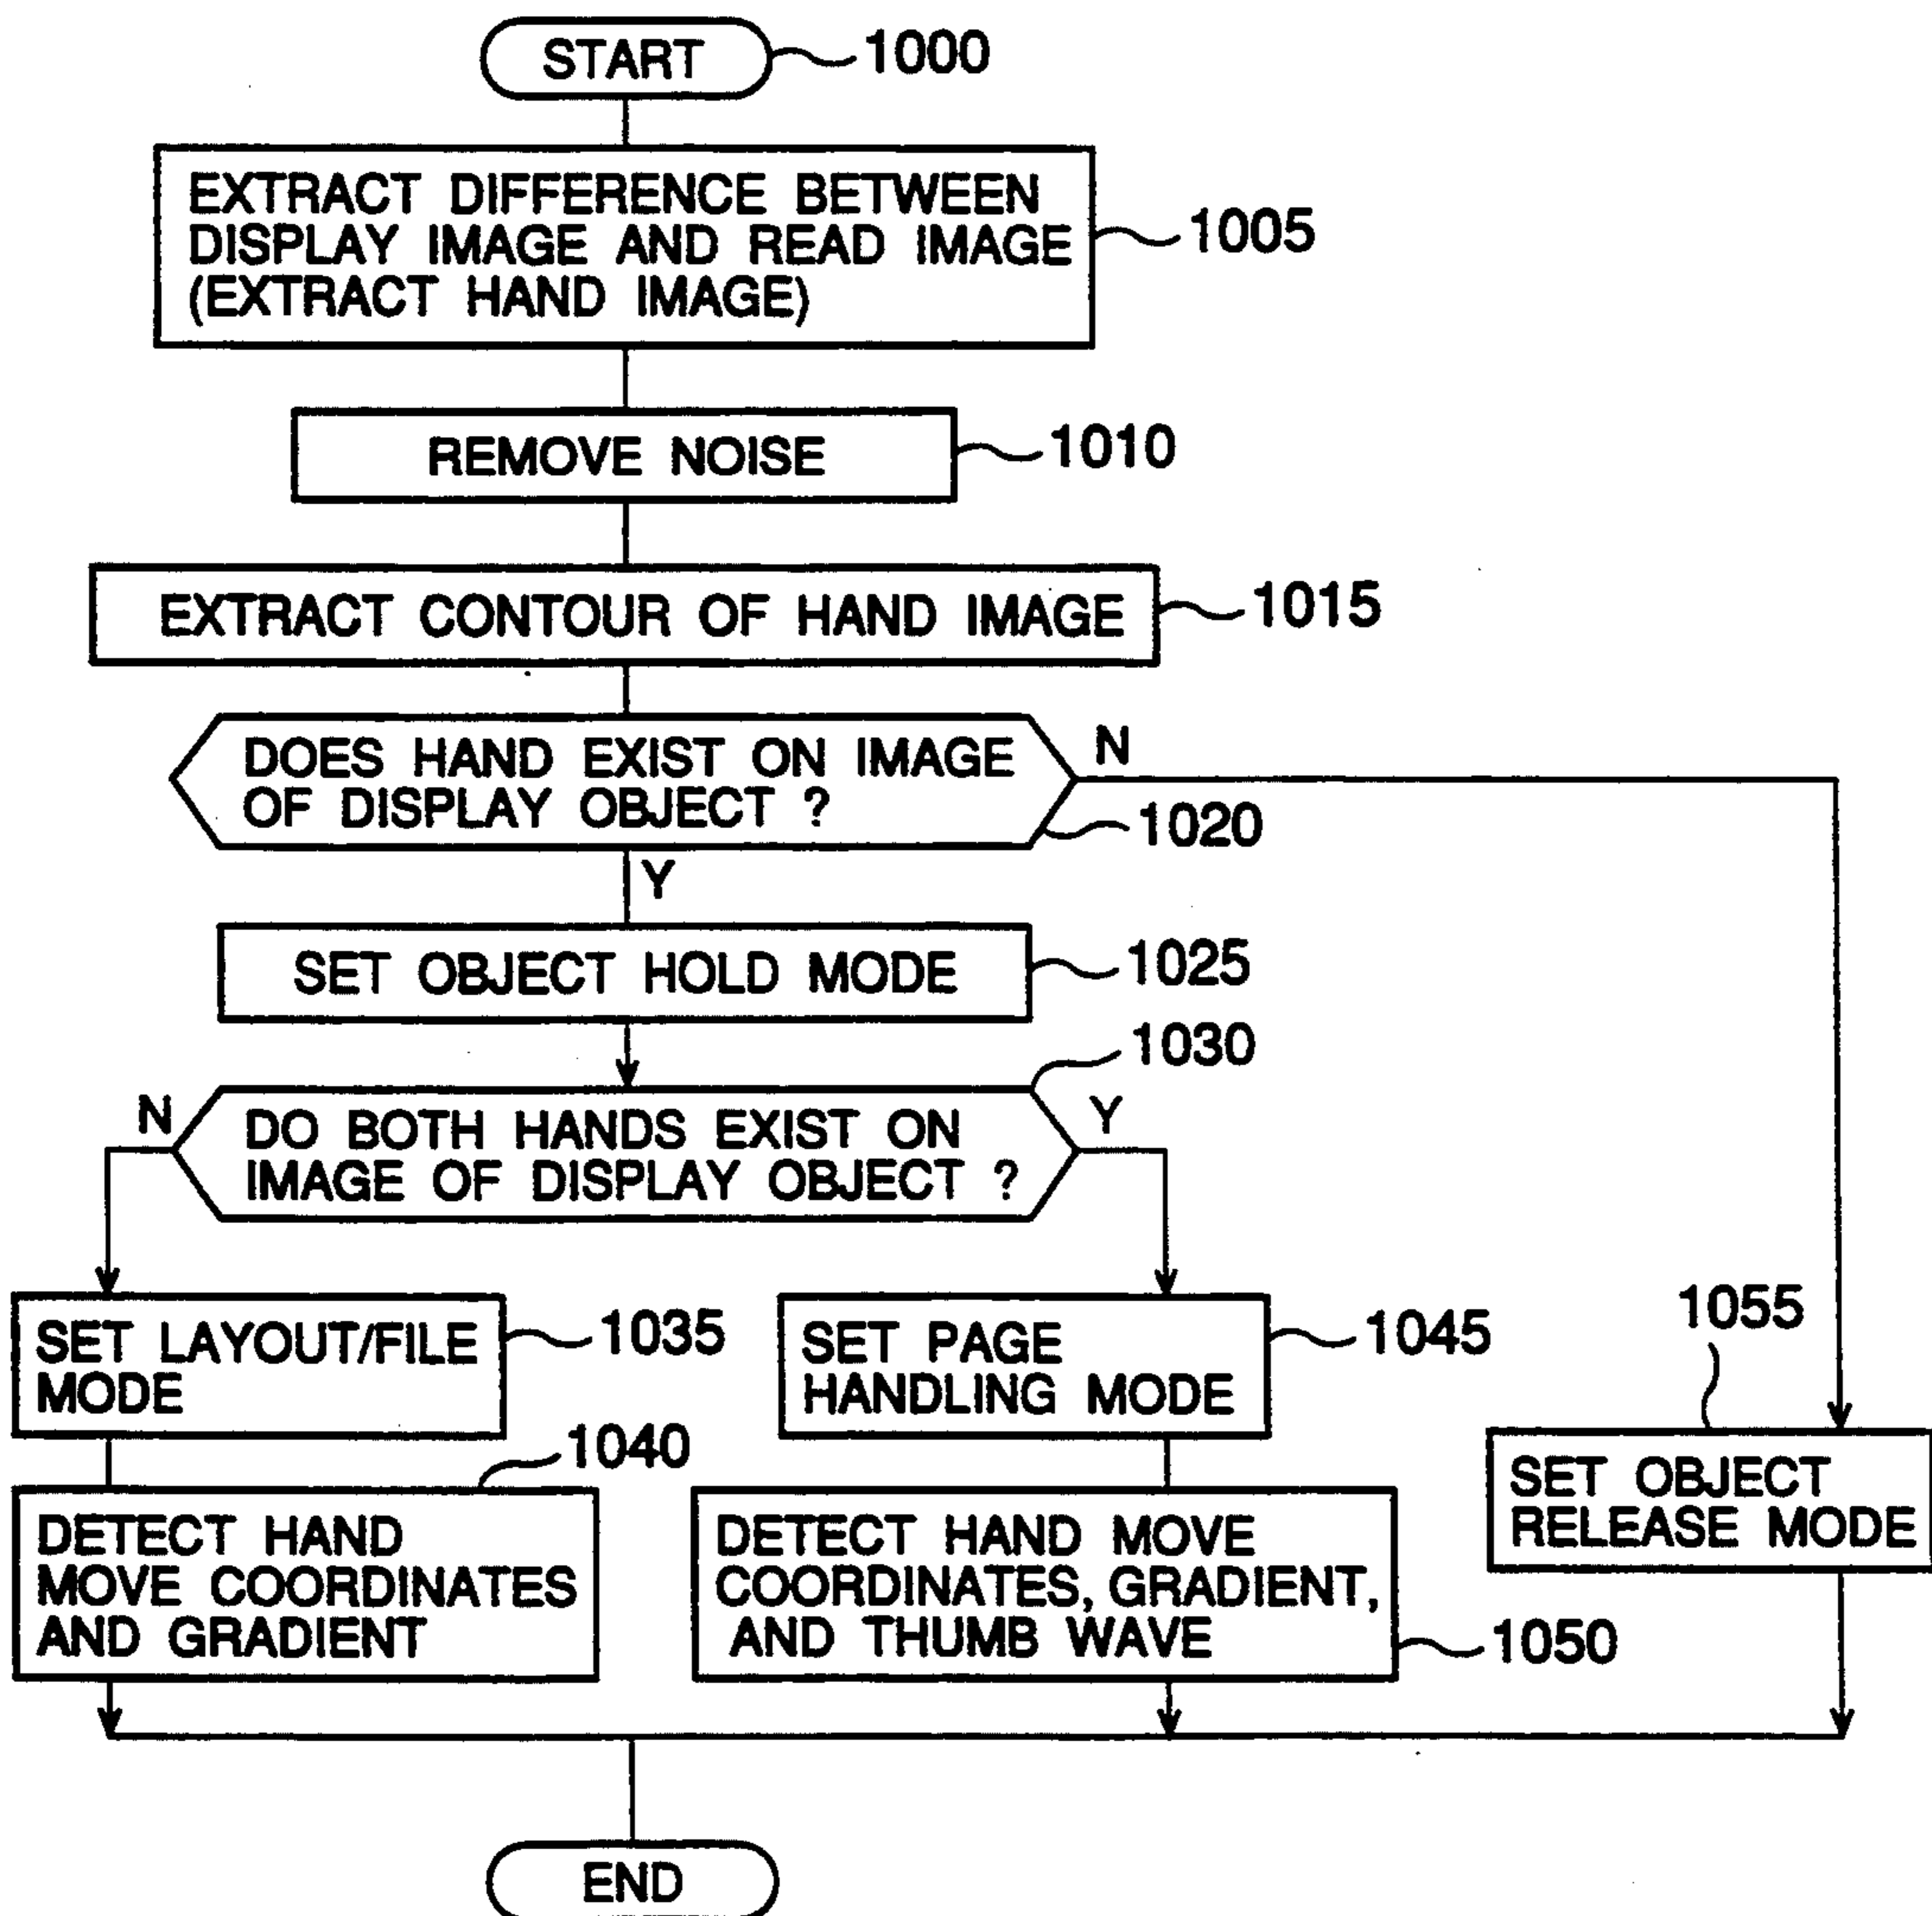 START
1000
EXTRACT DIFFERENCE BETWEEN
DISPLAY IMAGE AND READ IMAGE
(EXTRACT HAND IMAGE)
1005
REMOVE NOISE
1010
EXTRACT CONTOUR OF HAND IMAGE
1015
DOES HAND EXIST ON IMAGE
OF DISPLAY OBJECT ?
N
1020
Y
SET OBJECT HOLD MODE
1025
1030
N
DO BOTH HANDS EXIST ON
IMAGE OF DISPLAY OBJECT ?
Y
SET LAYOUT/FILE
MODE
1035
SET PAGE
HANDLING MODE
1045
1055
1040
DETECT HAND
MOVE COORDINATES
AND GRADIENT
DETECT HAND MOVE
COORDINATES, GRADIENT,
AND THUMB WAVE
1050
SET OBJECT
RELEASE MODE
END